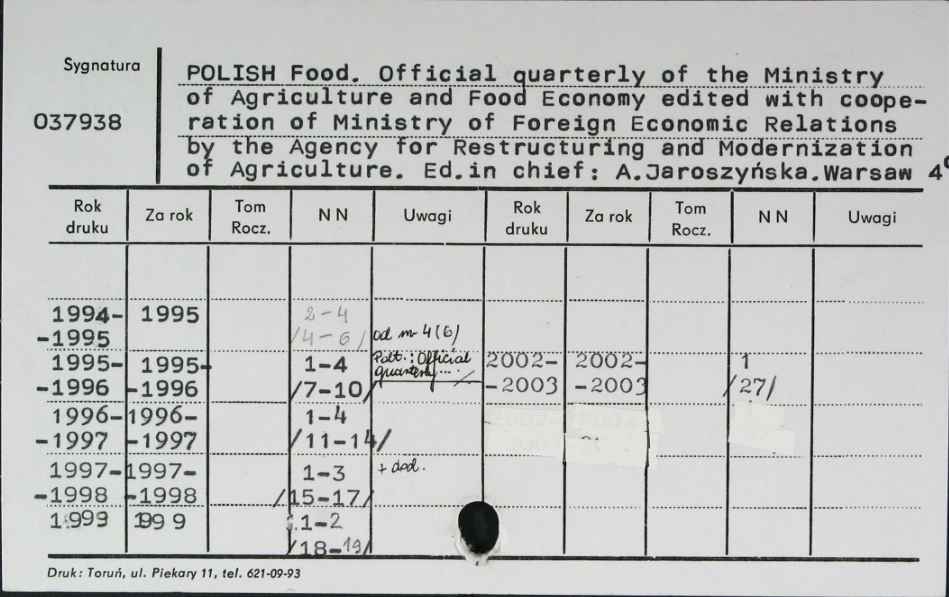 Sygnatura
037938
POLISH Food. Official quarterly of the Ministry
of Agriculture and Food Economy edited with coope-
ration of Ministry of Foreign Economic Relations
by the Agency for Restructuring and Modernization
of Agriculture. Ed.in chief: A.Jaroszyńska.Warsaw 4°
Rok druku Za rok Tom Rocz. N N Uwagi Rok druku Za rok Tom Rocz. N N Uwagi
1994- 1995 2-4
-1995 /4-6/ od nr 4(6)
1995- 1995- 1-4 Podt.: Official 2002- 2002- 1
-1996 -1996 /7-10/ quarterly... -2003 -2003 /27/
1996- 1996- 1-4
-1997 -1997 /11-14/
1997- 1997- 1-3 + dod.
-1998 -1998 /15-17/
1999 1999 1-2
/18-19/
Druk: Toruń, ul. Piekary 11, tel. 621-09-93